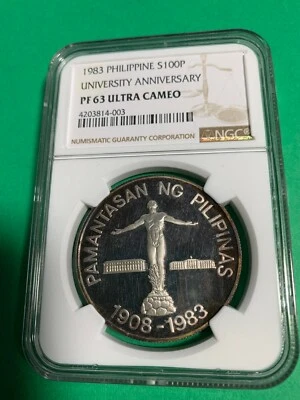 1983 PHILIPPINE S100P
UNIVERSITY ANNIVERSARY
PF 63 ULTRA CAMEO
4203814-003
NUMISMATIC GUARANTY CORPORATION
NGC
PAMANTASAN NG PILIPINAS
1908-1983